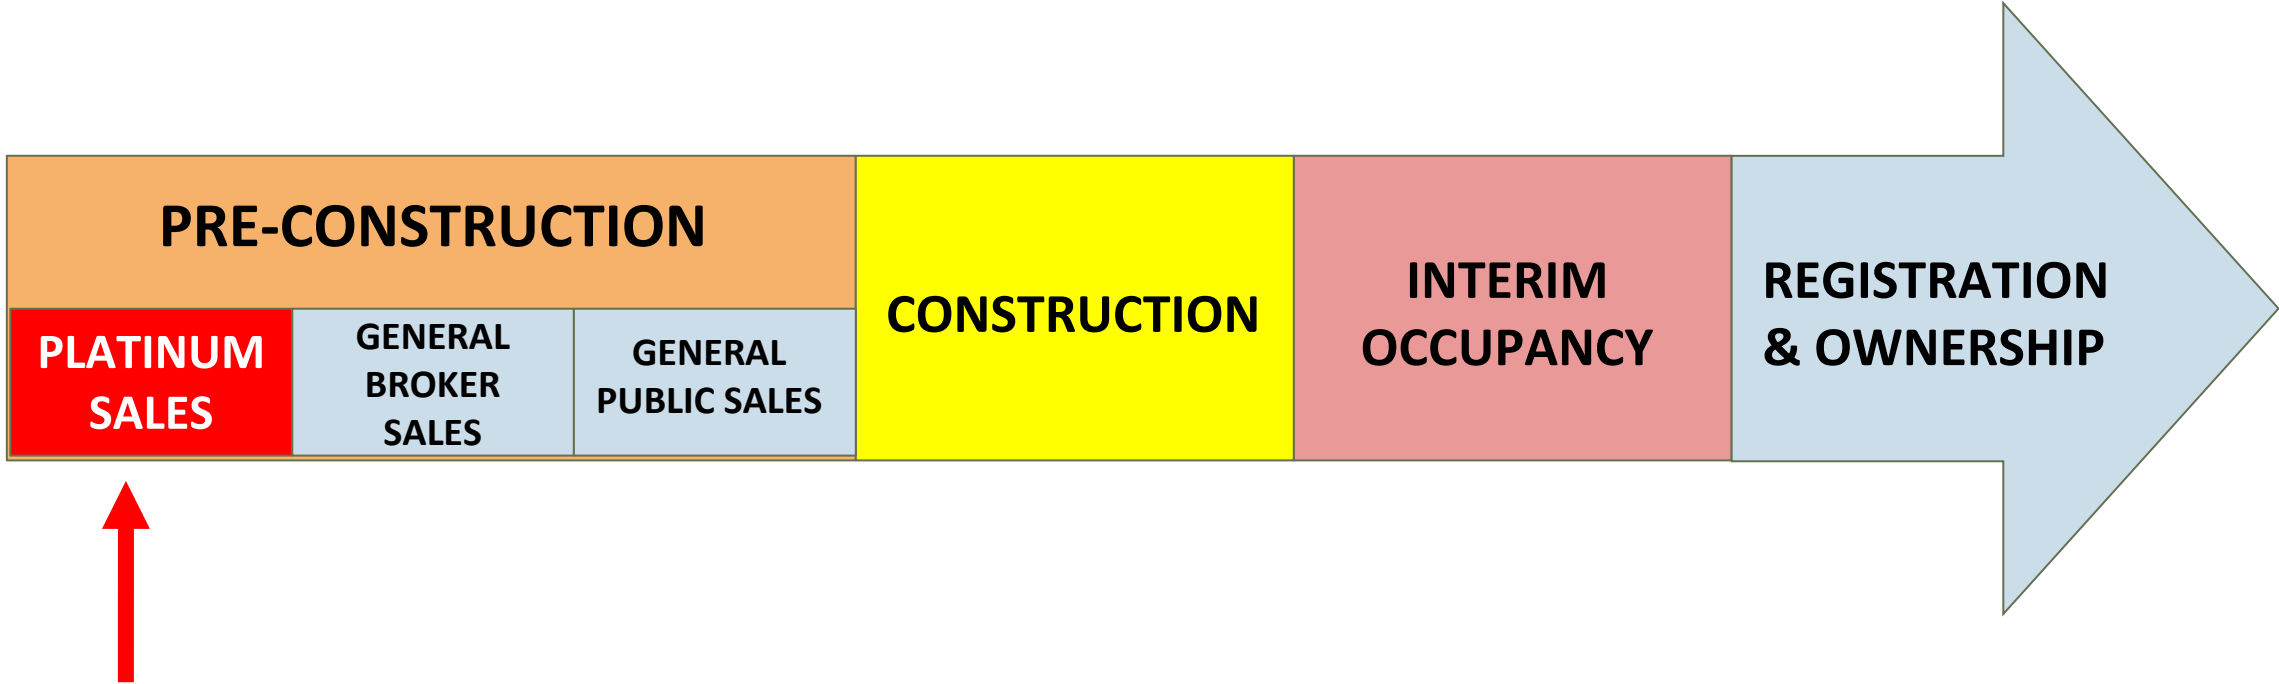 PRE-CONSTRUCTION
PLATINUM
SALES
GENERAL
BROKER
SALES
GENERAL
PUBLIC SALES
CONSTRUCTION
INTERIM
OCCUPANCY
REGISTRATION
& OWNERSHIP